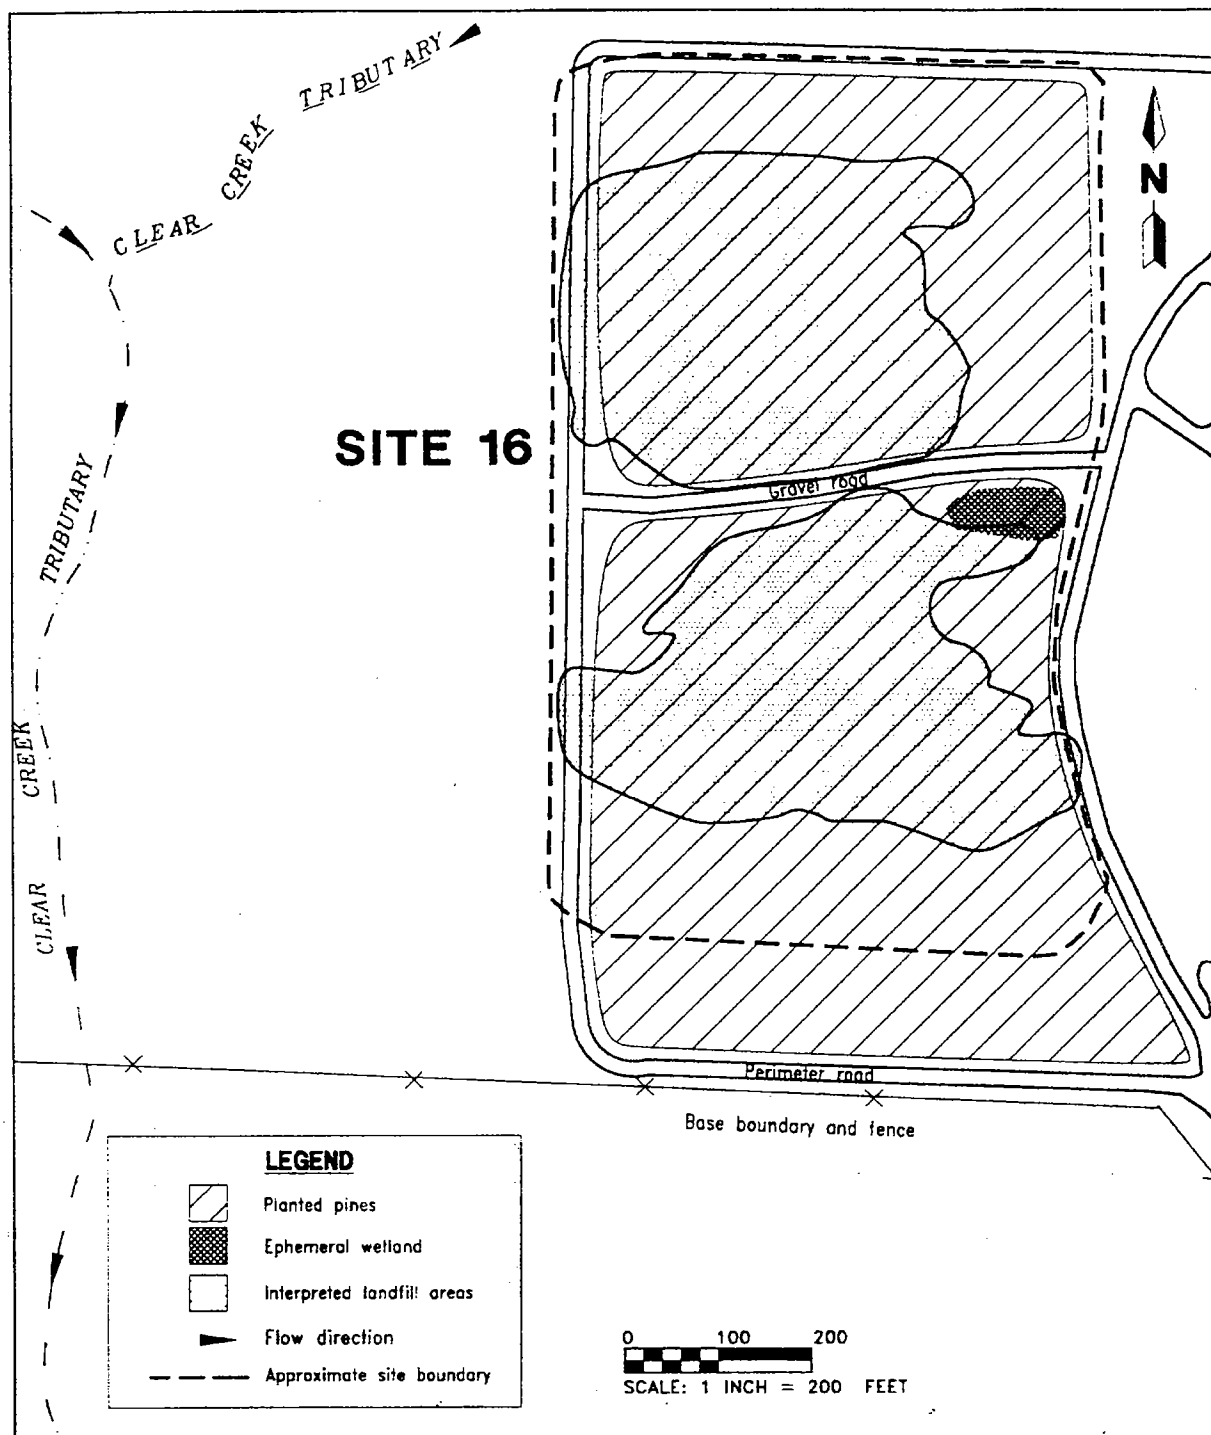 CLEAR CREEK TRIBUTARY
N
SITE 16
Gravel road
CLEAR CREEK TRIBUTARY
Perimeter road
Base boundary and fence
LEGEND
Planted pines
Ephemeral wetland
Interpreted landfill areas
Flow direction
Approximate site boundary
0 100 200
SCALE: 1 INCH = 200 FEET